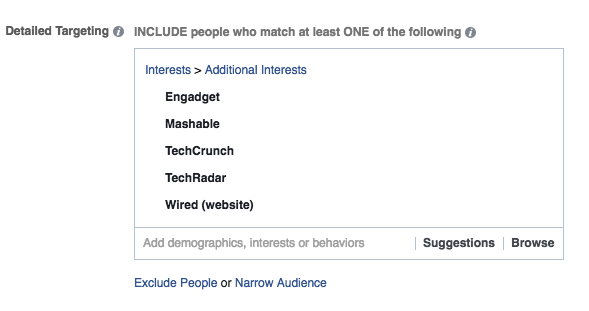 Detailed Targeting INCLUDE people who match at least ONE of the following
Interests > Additional Interests
Engadget
Mashable
TechCrunch
TechRadar
Wired (website)
Add demographics, interests or behaviors | Suggestions | Browse
Exclude People or Narrow Audience